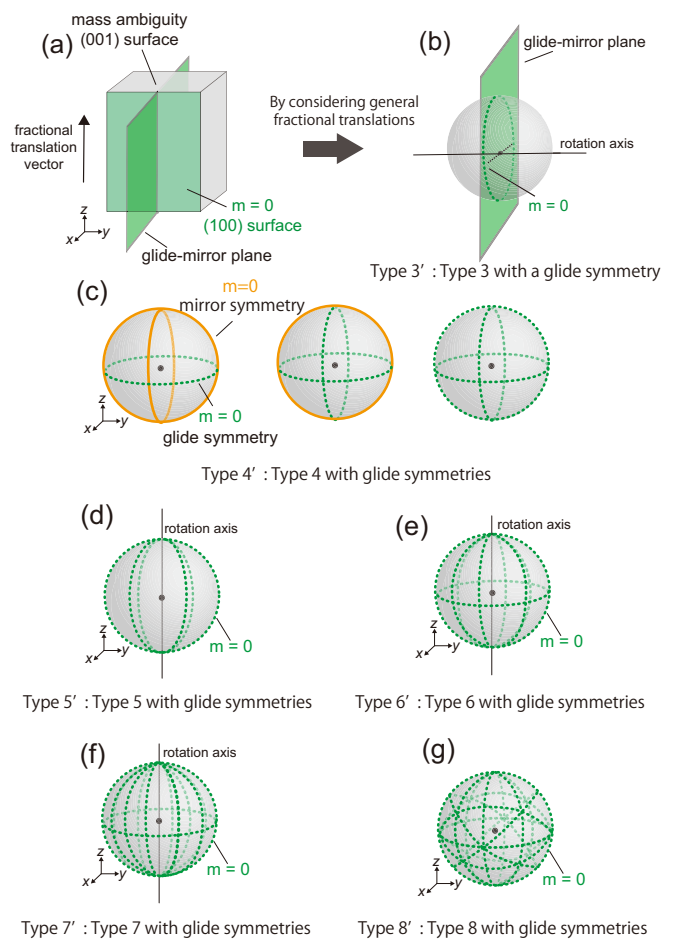 (a)
mass ambiguity
(001) surface
fractional
translation
vector
m = 0
(100) surface
z
x
y
glide-mirror plane
By considering general
fractional translations
(b)
glide-mirror plane
rotation axis
m = 0
Type 3′ : Type 3 with a glide symmetry
(c)
m=0
mirror symmetry
m = 0
glide symmetry
z
x
y
Type 4′ : Type 4 with glide symmetries
(d)
rotation axis
m = 0
z
x
y
Type 5′ : Type 5 with glide symmetries
(e)
rotation axis
m = 0
z
x
y
Type 6′ : Type 6 with glide symmetries
(f)
rotation axis
m = 0
z
x
y
Type 7′ : Type 7 with glide symmetries
(g)
m = 0
z
x
y
Type 8′ : Type 8 with glide symmetries